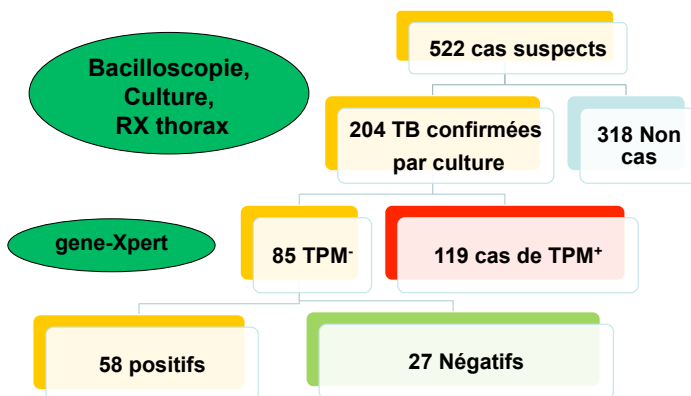 522 cas suspects
Bacilloscopie,
Culture,
RX thorax
204 TB confirmées
par culture
318 Non
cas
gene-Xpert
85 TPM-
119 cas de TPM+
58 positifs
27 Négatifs